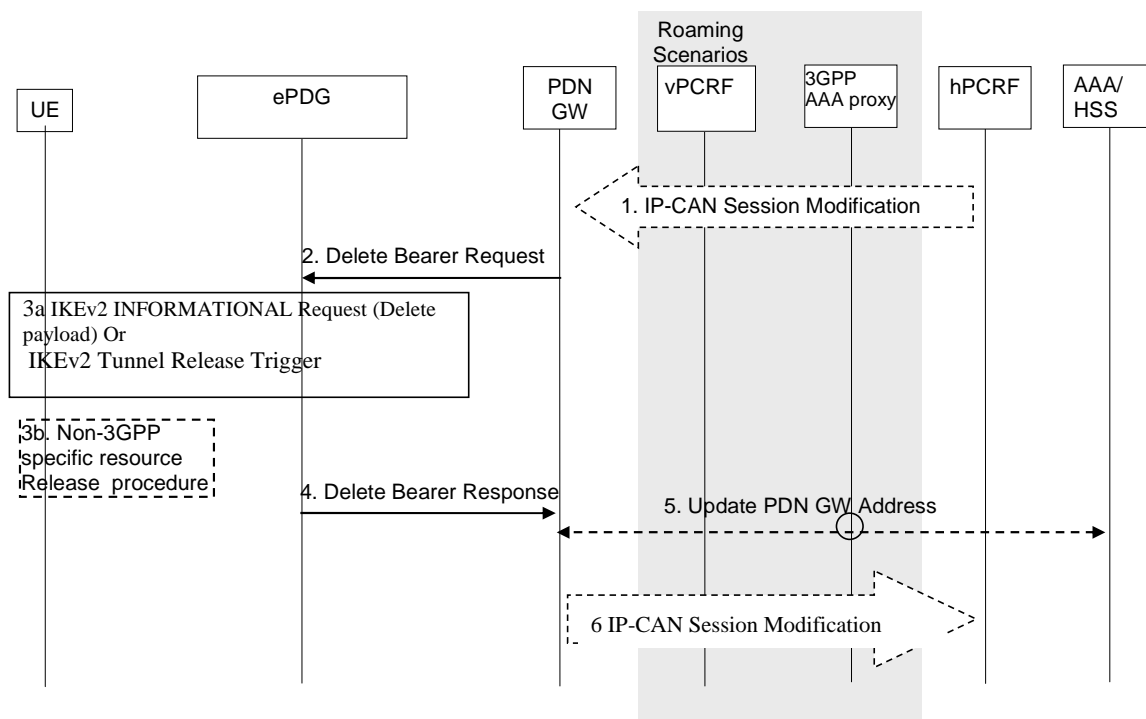 Roaming
Scenarios
UE
ePDG
PDN
GW
vPCRF
3GPP
AAA proxy
hPCRF
AAA/
HSS
1. IP-CAN Session Modification
2. Delete Bearer Request
3a IKEv2 INFORMATIONAL Request (Delete
payload) Or
IKEv2 Tunnel Release Trigger
3b. Non-3GPP
specific resource
Release procedure
4. Delete Bearer Response
5. Update PDN GW Address
6 IP-CAN Session Modification